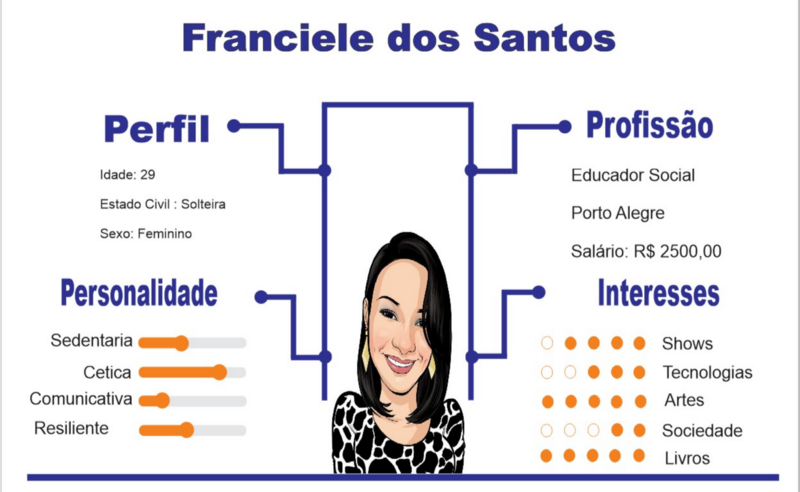 Franciele dos Santos
Perfil
Idade: 29
Estado Civil : Solteira
Sexo: Feminino
Profissão
Educador Social
Porto Alegre
Salário: R$ 2500,00
Personalidade
Sedentaria
Cetica
Comunicativa
Resiliente
Interesses
Shows
Tecnologias
Artes
Sociedade
Livros